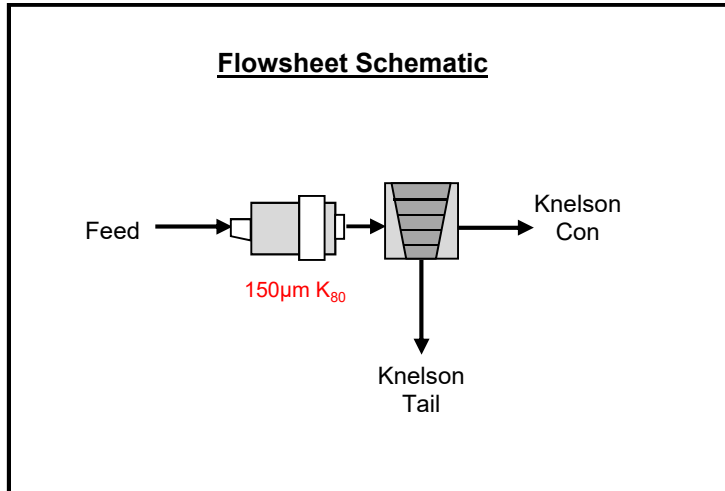 Flowsheet Schematic
Feed
150µm K₈₀
Knelson
Con
Knelson
Tail